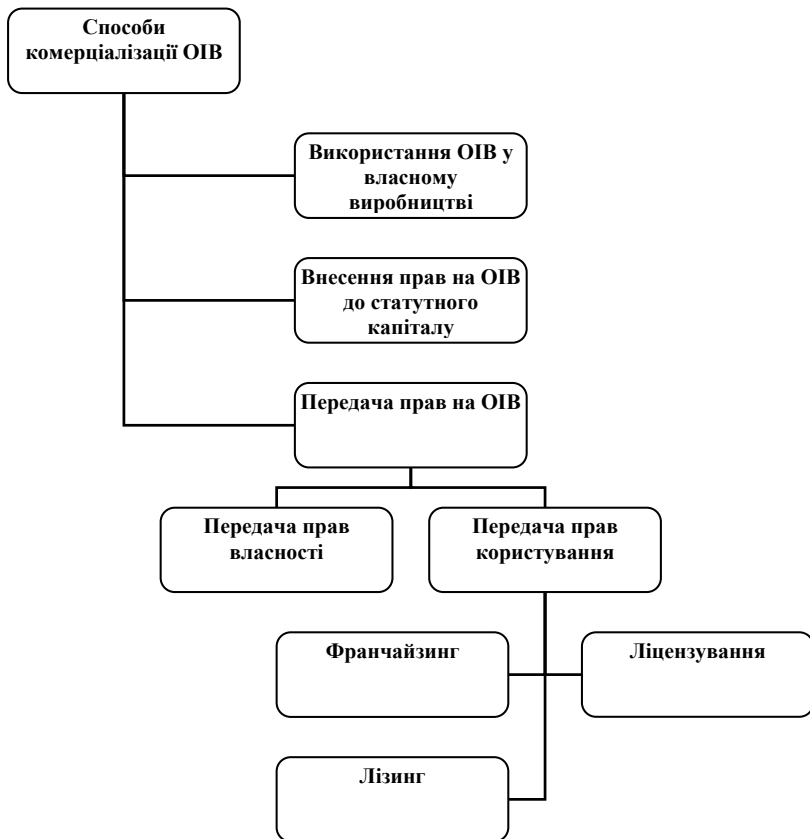 Способи
комерціалізації ОІВ
Використання ОІВ у
власному
виробництві
Внесення прав на ОІВ
до статутного
капіталу
Передача прав на ОІВ
Передача прав
власності
Передача прав
користування
Франчайзинг
Ліцензування
Лізинг